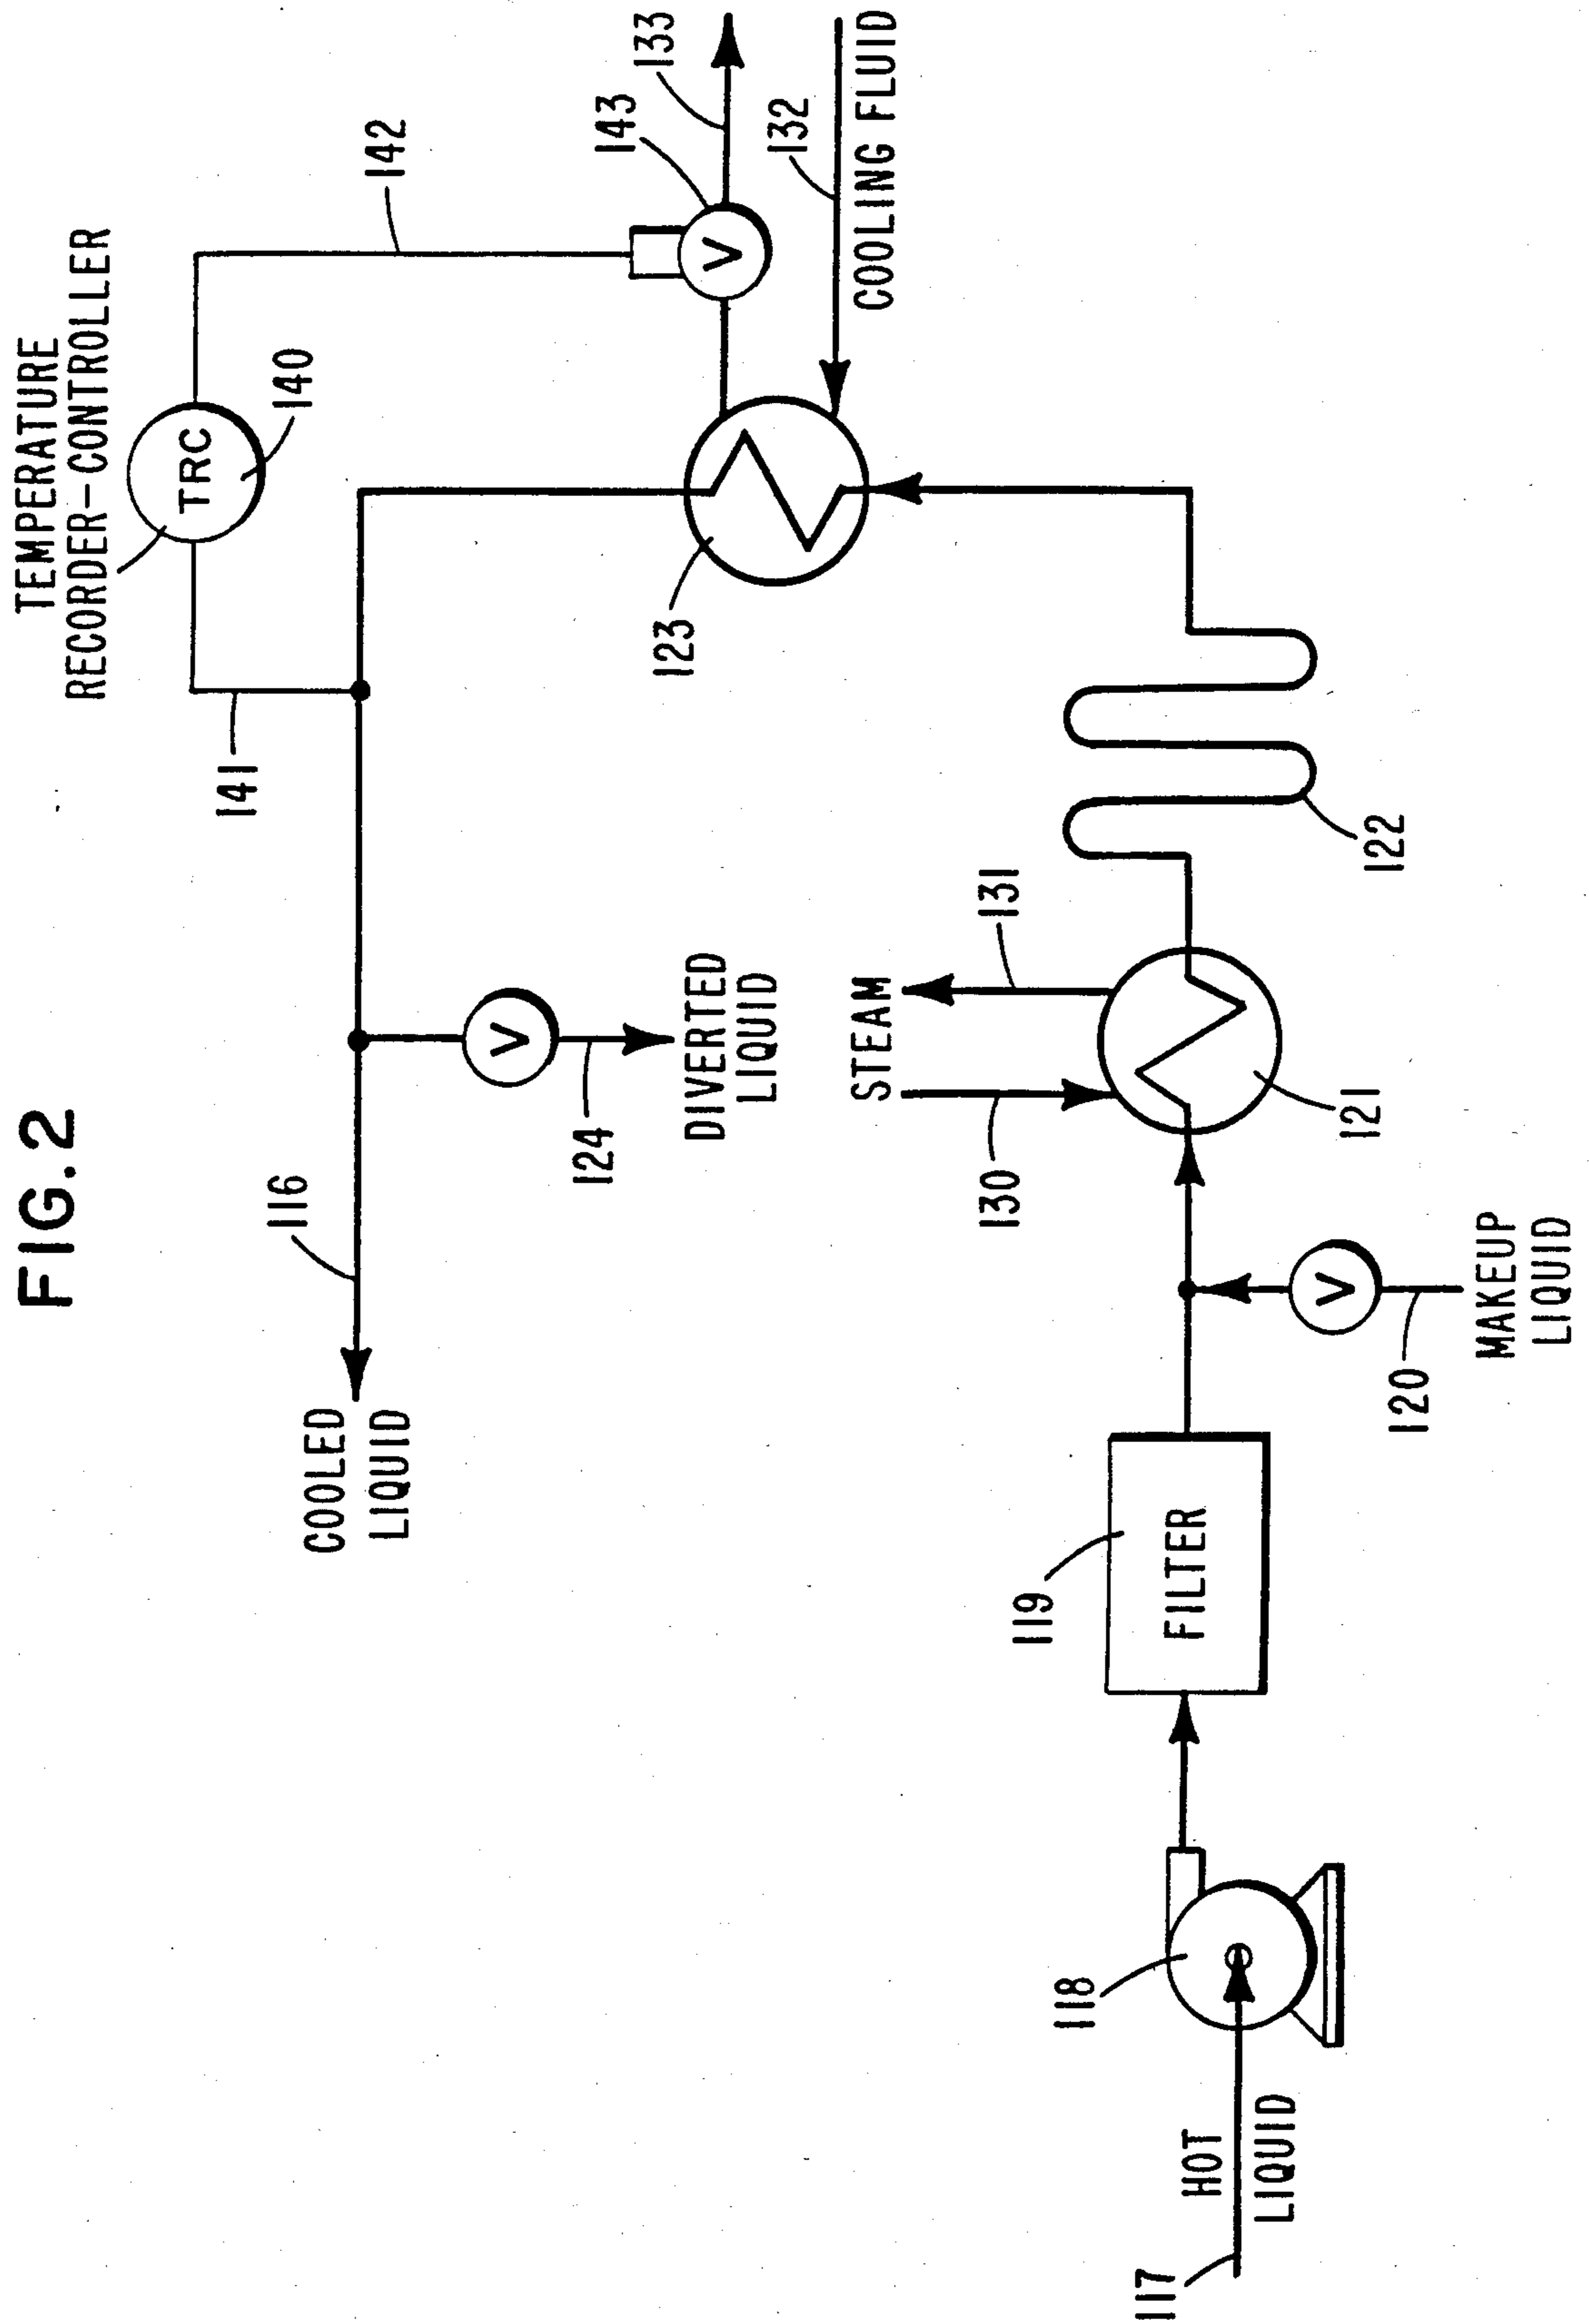 FIG.2
TEMPERATURE
RECORDER-CONTROLLER
TRC
140
141
142
143
V
133
132
COOLING FLUID
123
116
COOLED
LIQUID
V
124
DIVERTED
LIQUID
STEAM
130
131
121
122
117
HOT
LIQUID
118
119
FILTER
V
120
MAKEUP
LIQUID